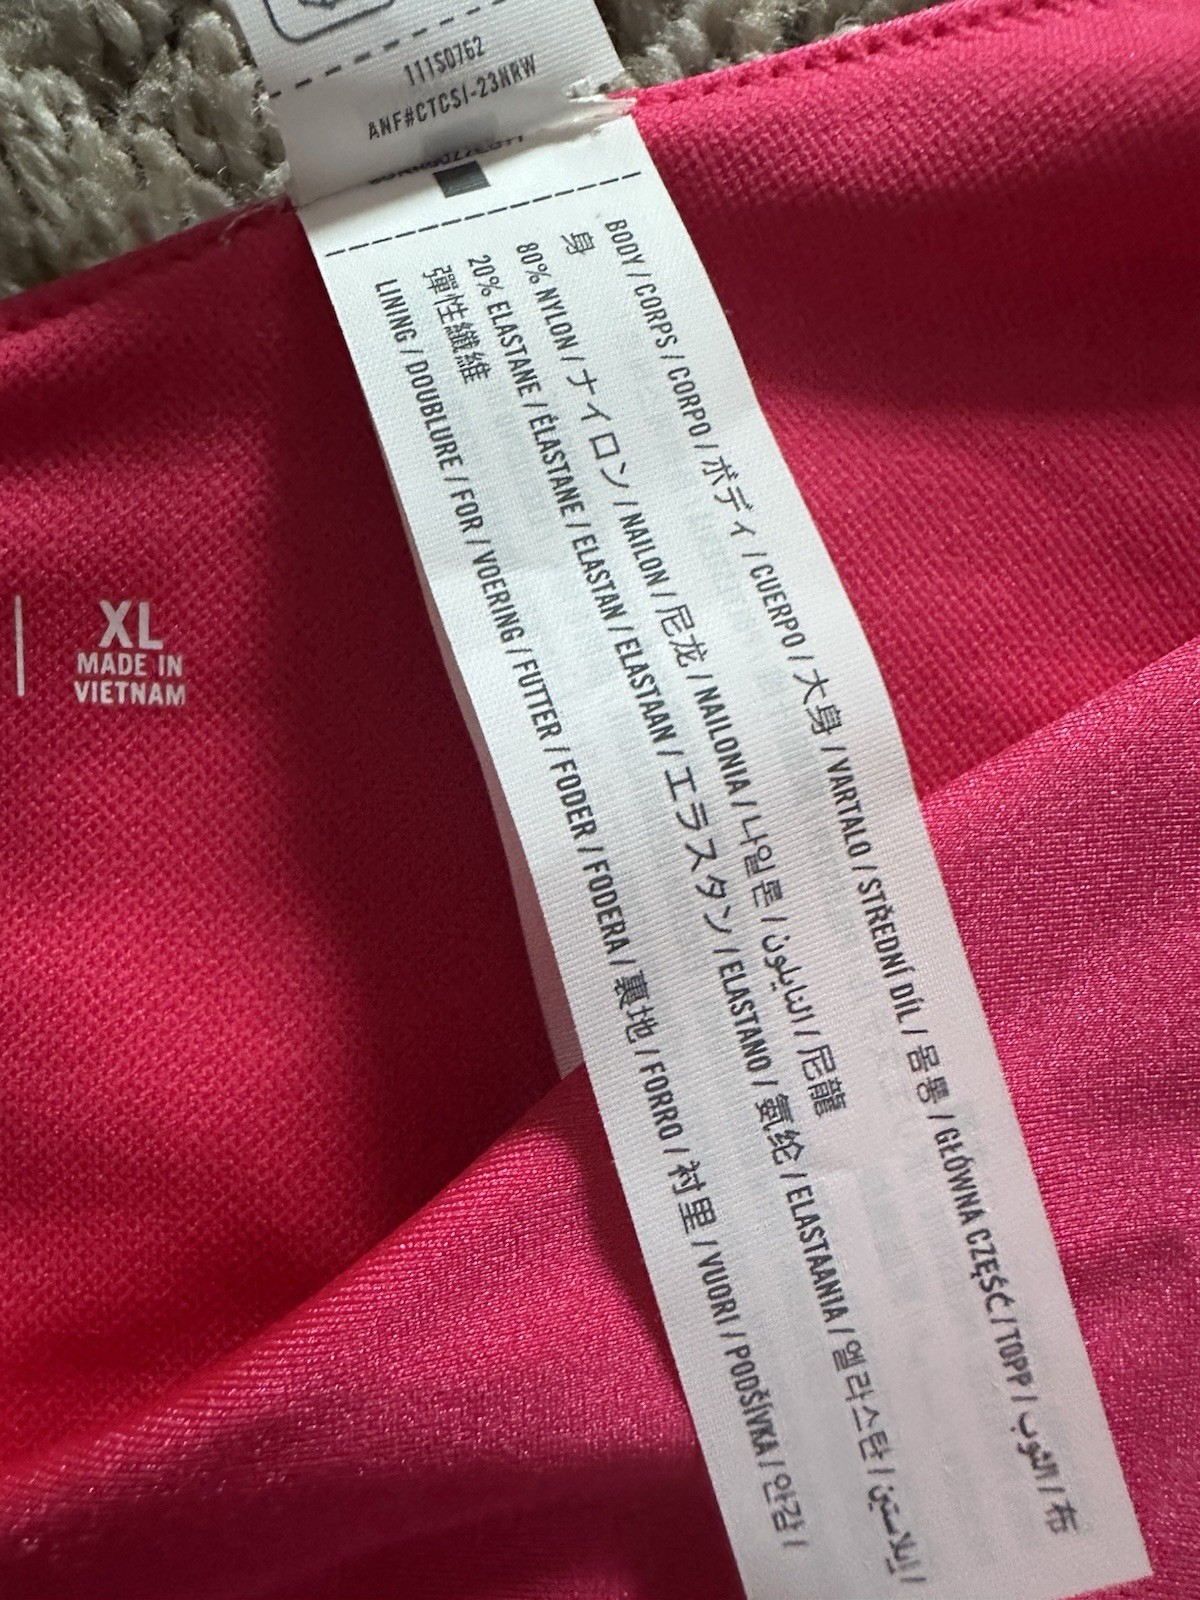 111S0762
ANF#CTCSI-23NRW
BODY / CORPS / CORPO / ボディ / CUERPO / 大身 / VARTALO / STŘEDNÍ DÍL / 몸통 / GŁÓWNA CZĘŚĆ / TOPP / الثوب / 布
身
80% NYLON / ナイロン / NAILON / 尼龙 / NAILONIA / 나일론 / النايلون / 尼龍
20% ELASTANE / ÉLASTANE / ELASTAN / ELASTAAN / エラスタン / ELASTANO / 氨纶 / ELASTAANIA / 엘라스탄 / إيلاستين /
彈性纖維
LINING / DOUBLURE / FOR / VOERING / FUTTER / FODER / FODERA / 裏地 / FORRO / 衬里 / VUORI / PODŠÍVKA / 안감 /
XL
MADE IN
VIETNAM